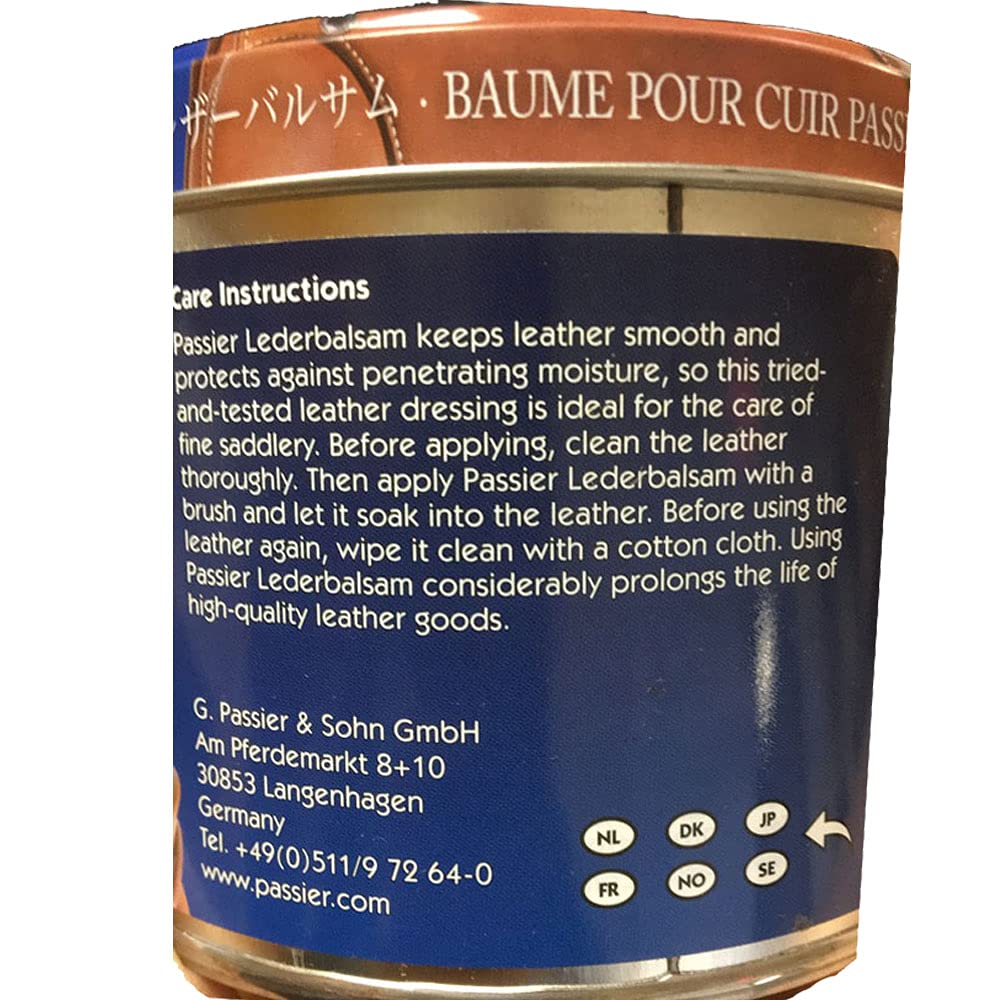 ザーバルサム · BAUME POUR CUIR PASSI
Care Instructions
Passier Lederbalsam keeps leather smooth and
protects against penetrating moisture, so this tried-
and-tested leather dressing is ideal for the care of
fine saddlery. Before applying, clean the leather
thoroughly. Then apply Passier Lederbalsam with a
brush and let it soak into the leather. Before using the
leather again, wipe it clean with a cotton cloth. Using
Passier Lederbalsam considerably prolongs the life of
high-quality leather goods.
G. Passier & Sohn GmbH
Am Pferdemarkt 8+10
30853 Langenhagen
Germany
Tel. +49(0)511/9 72 64-0
www.passier.com
NL DK JP
FR NO SE